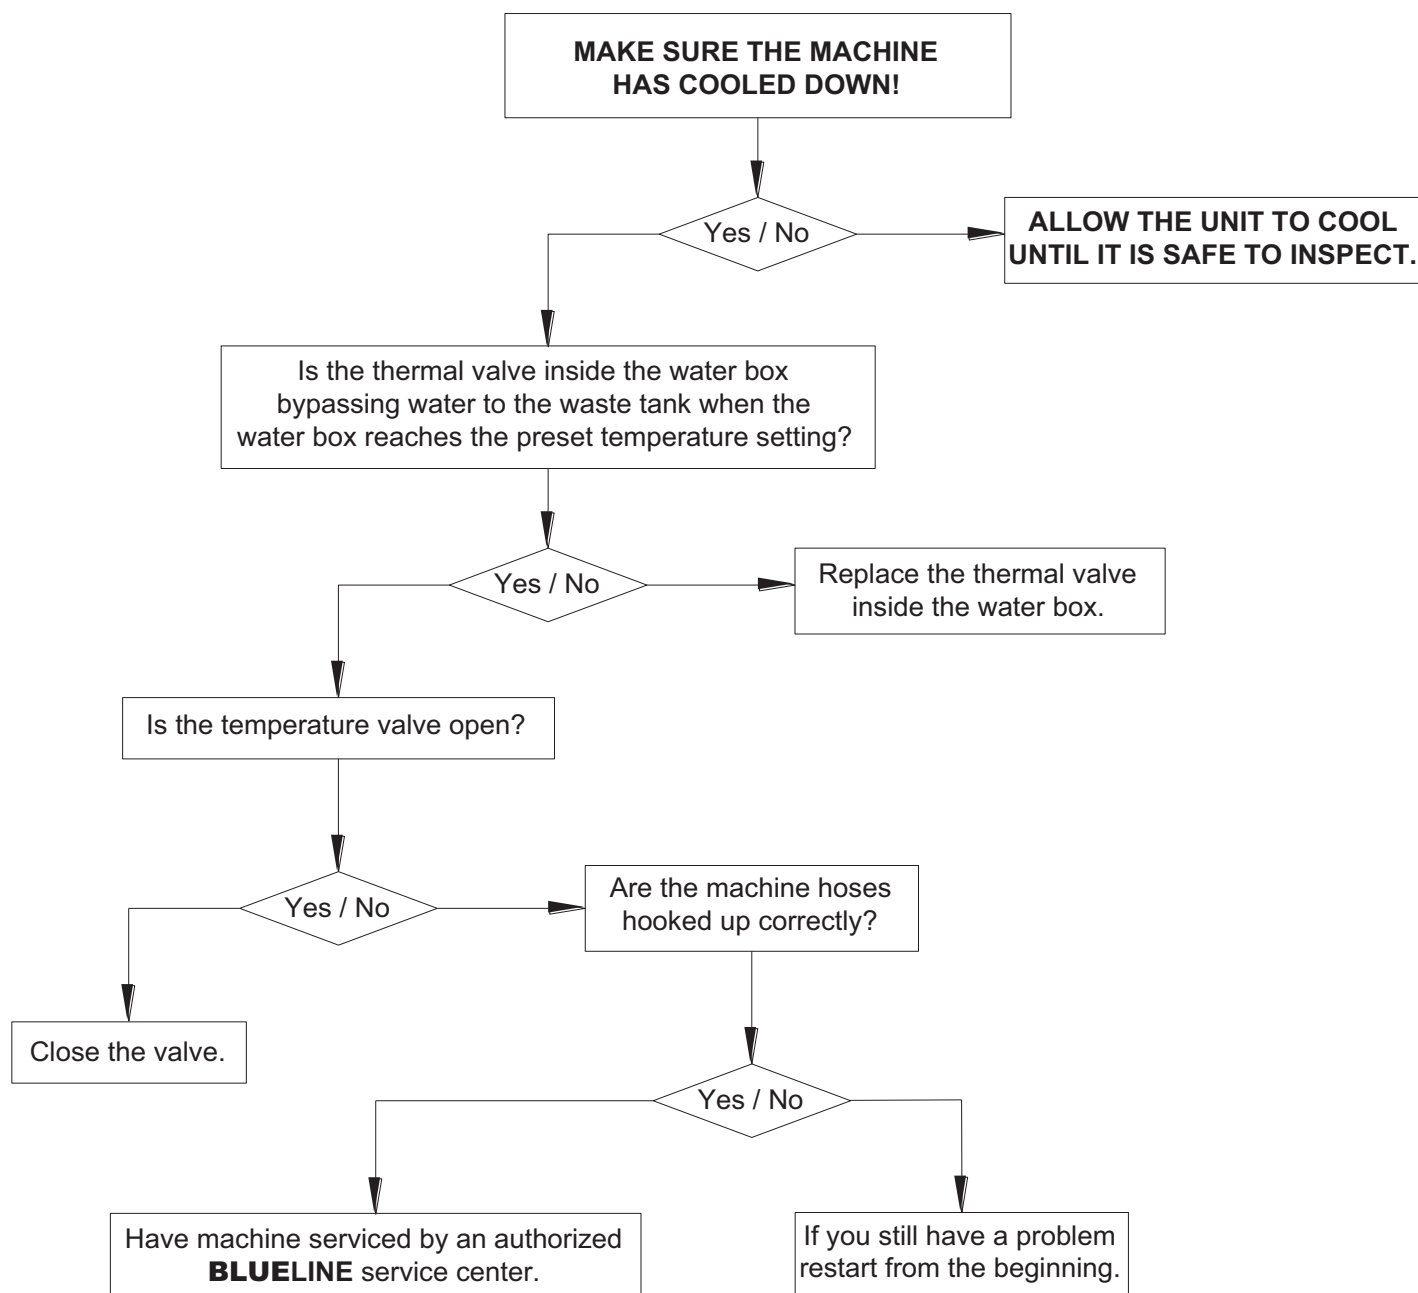 MAKE SURE THE MACHINE
HAS COOLED DOWN!
Yes / No
ALLOW THE UNIT TO COOL
UNTIL IT IS SAFE TO INSPECT.
Is the thermal valve inside the water box
bypassing water to the waste tank when the
water box reaches the preset temperature setting?
Yes / No
Replace the thermal valve
inside the water box.
Is the temperature valve open?
Yes / No
Are the machine hoses
hooked up correctly?
Close the valve.
Yes / No
Have machine serviced by an authorized
BLUELINE service center.
If you still have a problem
restart from the beginning.